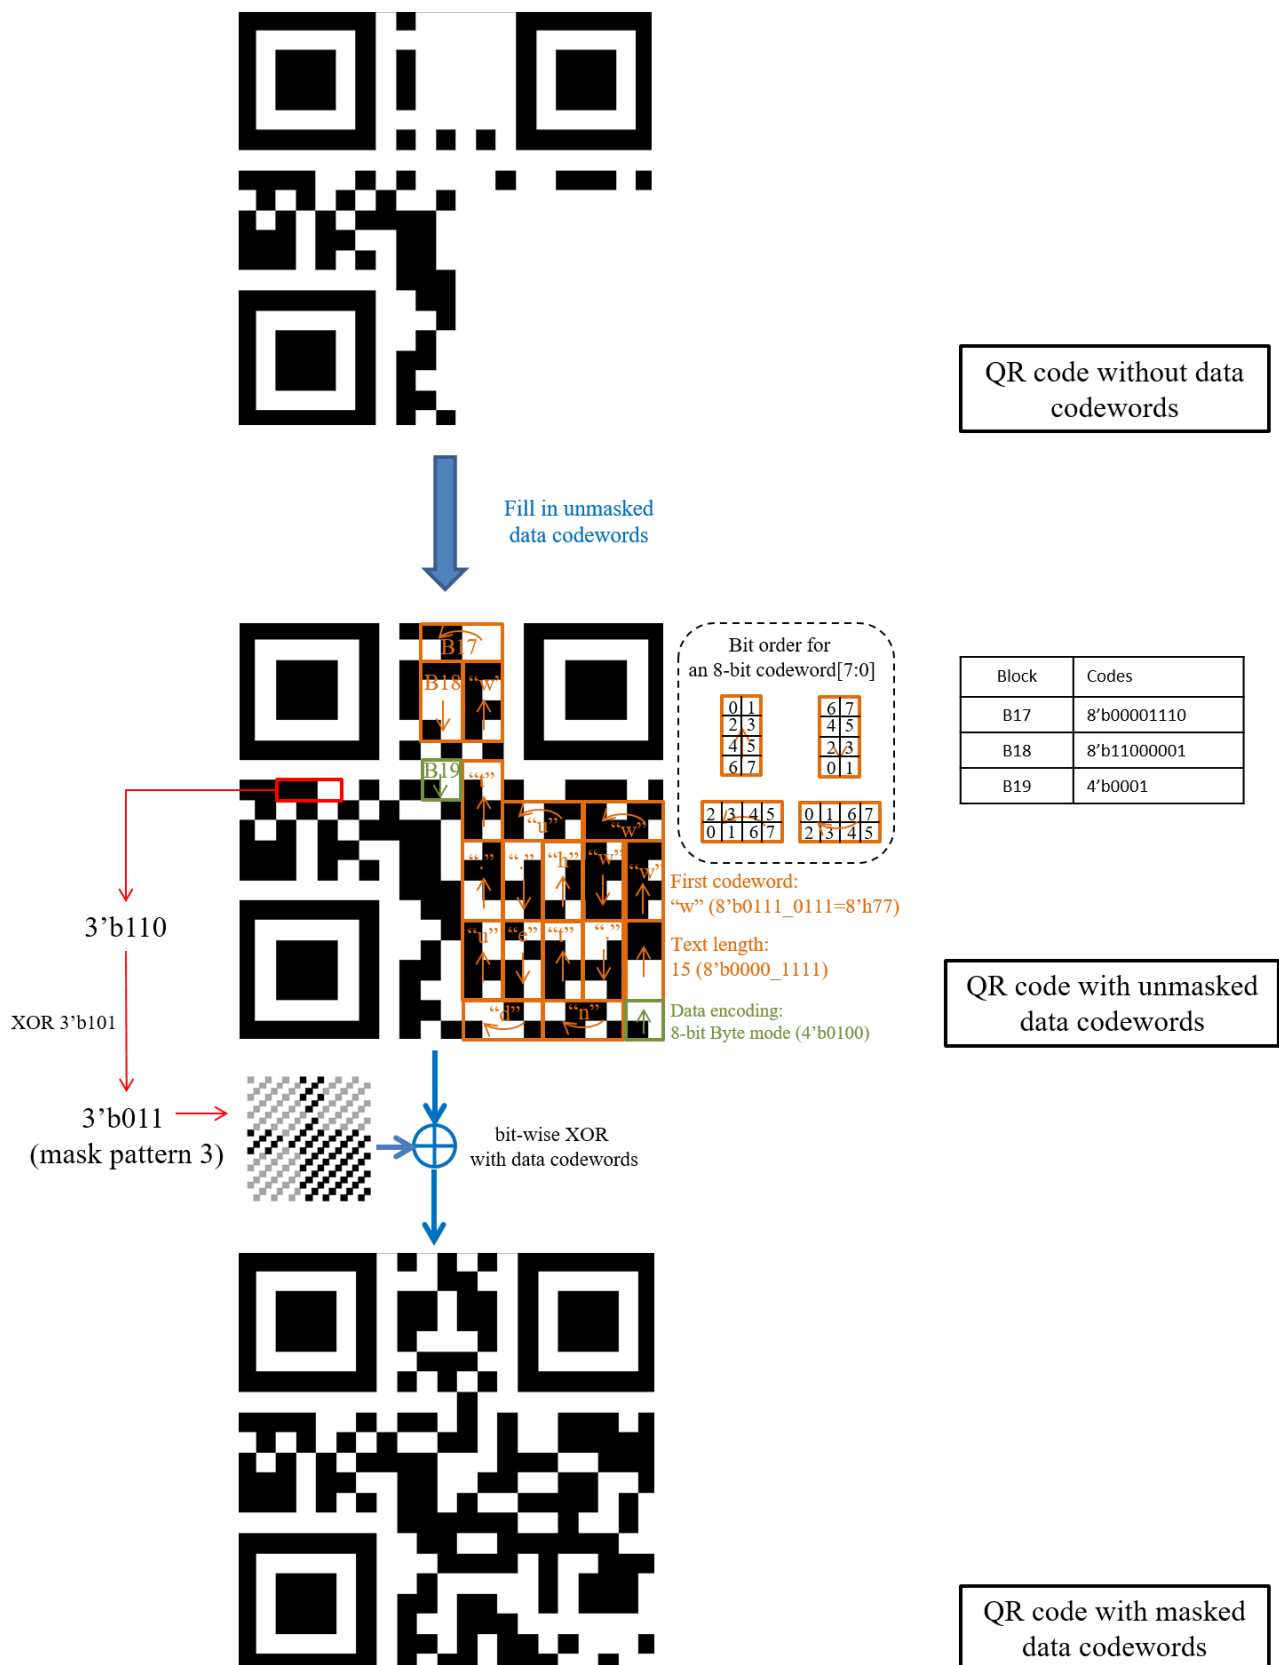 QR code without data
codewords
Fill in unmasked
data codewords
B17
B18
“w”
B19
“t”
“u”
“w”
“.”
“.”
“h”
“w”
“w”
“u”
“e”
“t”
“.”
“d”
“n”
Bit order for
an 8-bit codeword[7:0]
0 1
2 3
4 5
6 7
6 7
4 5
2 3
0 1
2 3 4 5
0 1 6 7
0 1 6 7
2 3 4 5
Block Codes
B17 8’b00001110
B18 8’b11000001
B19 4’b0001
First codeword:
“w” (8’b0111_0111=8’h77)
Text length:
15 (8’b0000_1111)
Data encoding:
8-bit Byte mode (4’b0100)
QR code with unmasked
data codewords
3’b110
XOR 3’b101
3’b011
(mask pattern 3)
bit-wise XOR
with data codewords
QR code with masked
data codewords